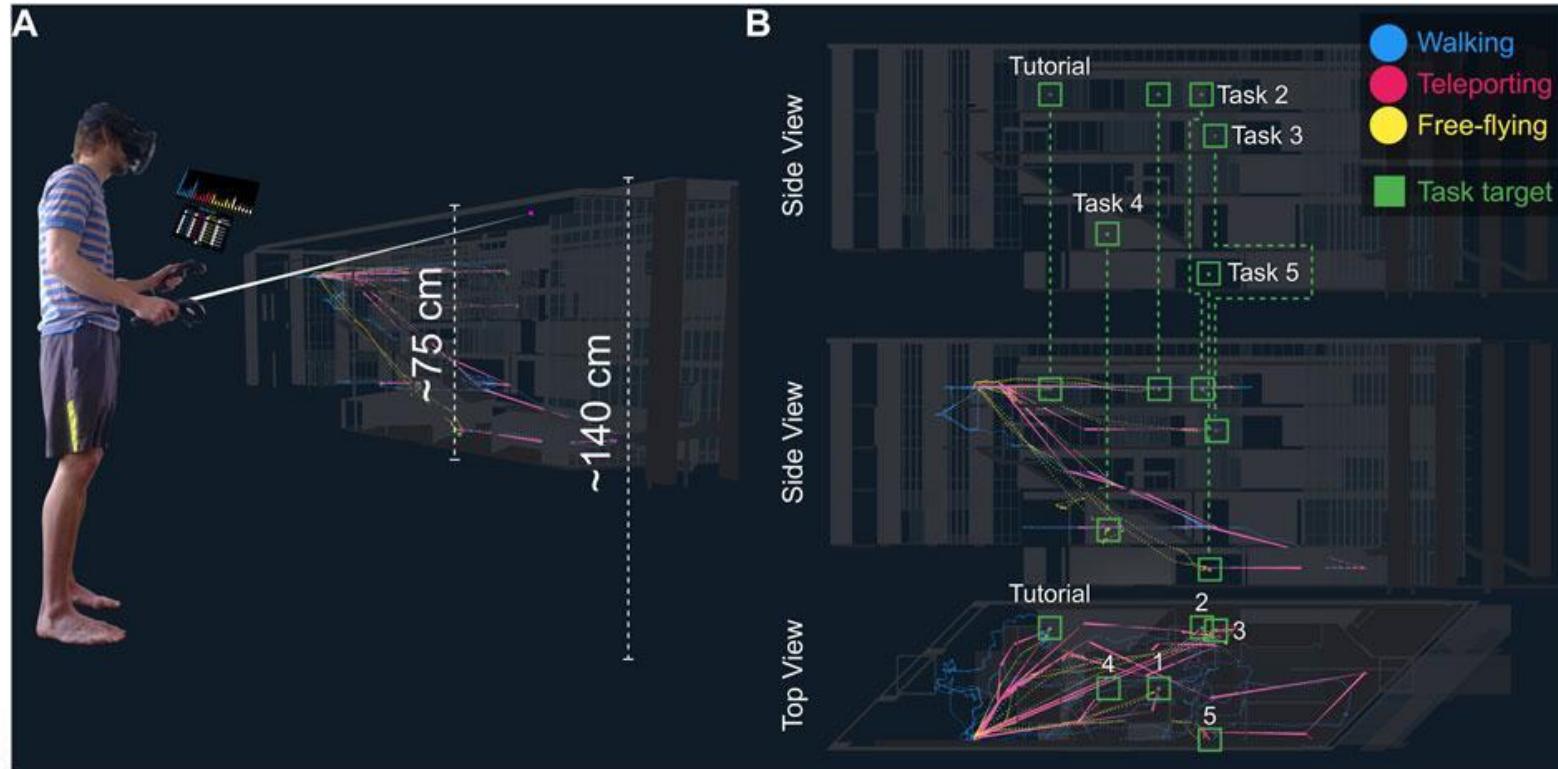 A
~75 cm
~140 cm
B
Side View
Tutorial
Task 2
Task 3
Task 4
Task 5
Walking
Teleporting
Free-flying
Task target
Side View
Top View
Tutorial
2
3
4
1
5